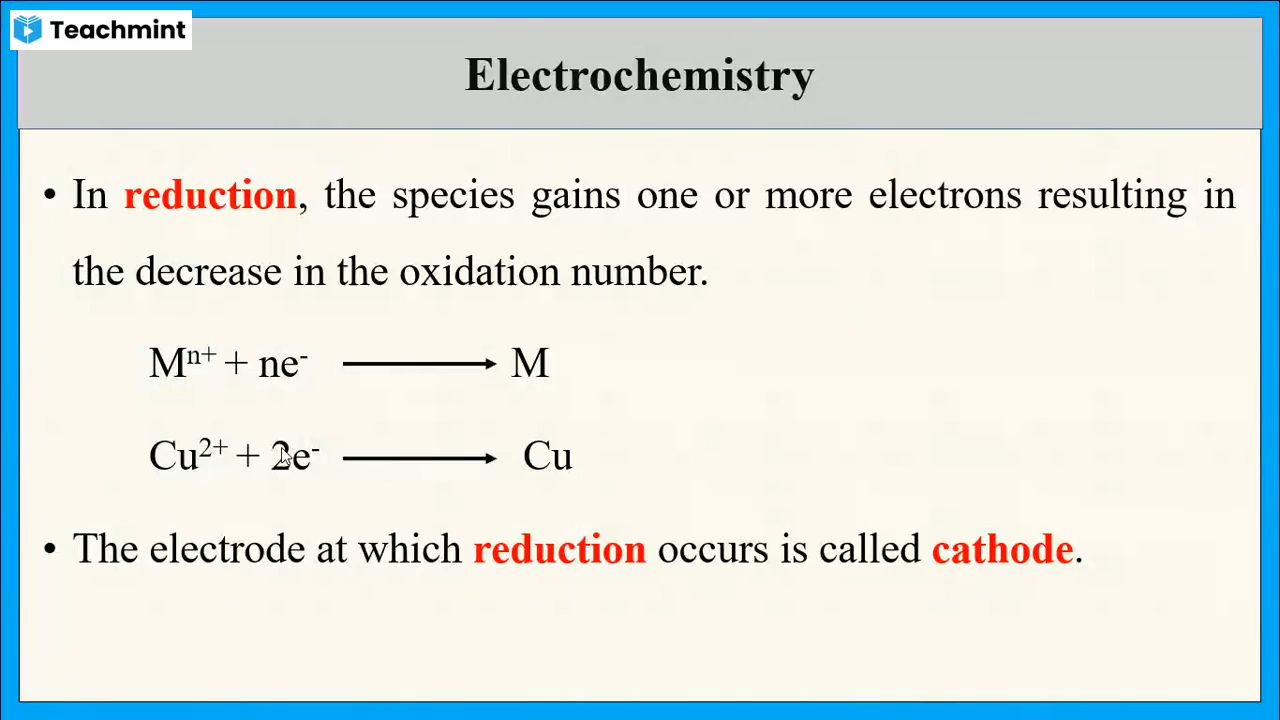 Teachmint
Electrochemistry
• In reduction, the species gains one or more electrons resulting in
the decrease in the oxidation number.
Mⁿ⁺ + ne⁻ ⟶ M
Cu²⁺ + 2e⁻ ⟶ Cu
• The electrode at which reduction occurs is called cathode.